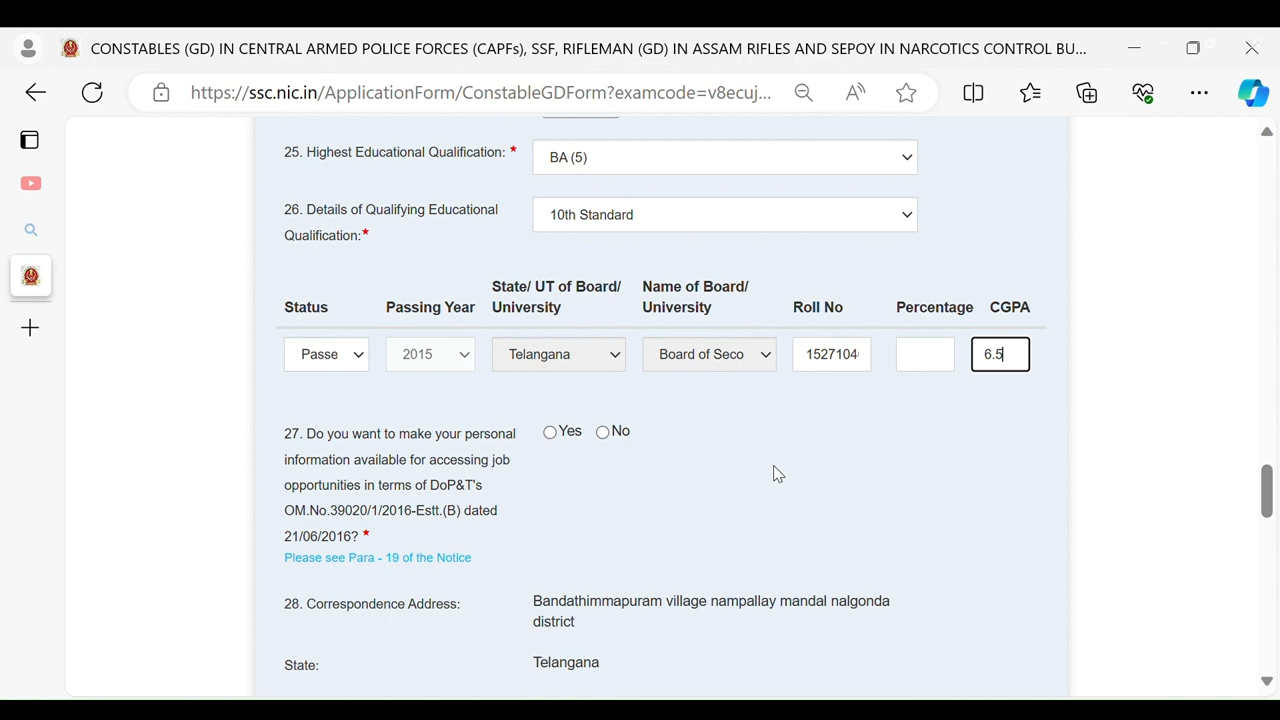 CONSTABLES (GD) IN CENTRAL ARMED POLICE FORCES (CAPFs), SSF, RIFLEMAN (GD) IN ASSAM RIFLES AND SEPOY IN NARCOTICS CONTROL BU...
https://ssc.nic.in/ApplicationForm/ConstableGDForm?examcode=v8ecuj...
25. Highest Educational Qualification: * BA (5)
26. Details of Qualifying Educational 10th Standard
Qualification:*
State/ UT of Board/ Name of Board/
Status Passing Year University University Roll No Percentage CGPA
Passe 2015 Telangana Board of Seco 1527104 6.5
27. Do you want to make your personal Yes No
information available for accessing job
opportunities in terms of DoP&T's
OM.No.39020/1/2016-Estt.(B) dated
21/06/2016? *
Please see Para - 19 of the Notice
28. Correspondence Address: Bandathimmapuram village nampallay mandal nalgonda
district
State: Telangana